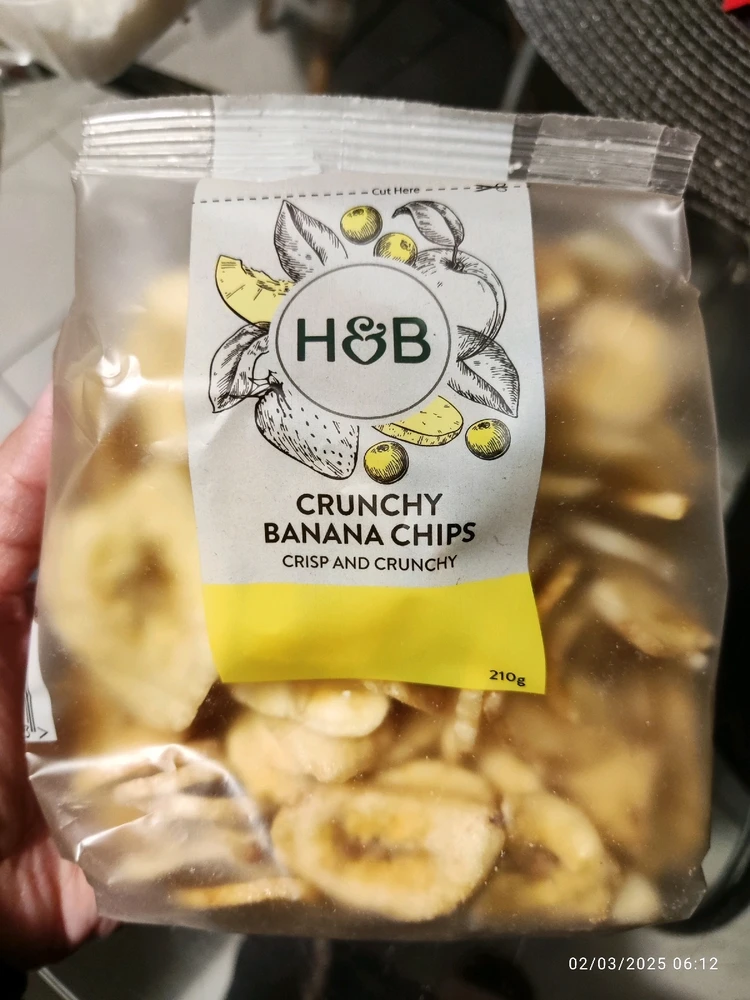 Cut Here
H&B
CRUNCHY
BANANA CHIPS
CRISP AND CRUNCHY
210g
02/03/2025 06:12